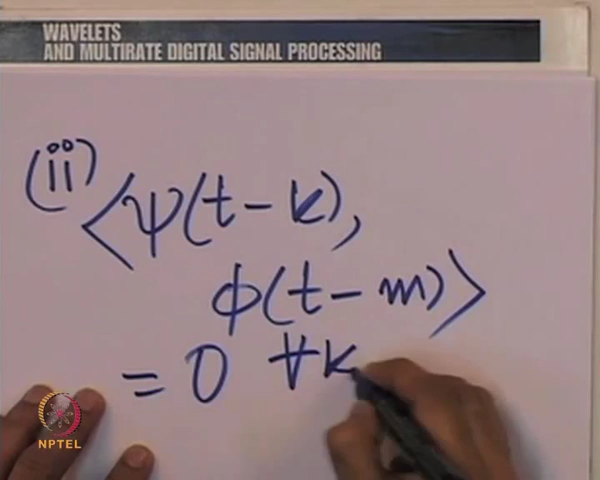 WAVELETS
AND MULTIRATE DIGITAL SIGNAL PROCESSING
(ii) ⟨ψ(t − k),
ϕ(t − m)⟩
= 0 ∀k
NPTEL